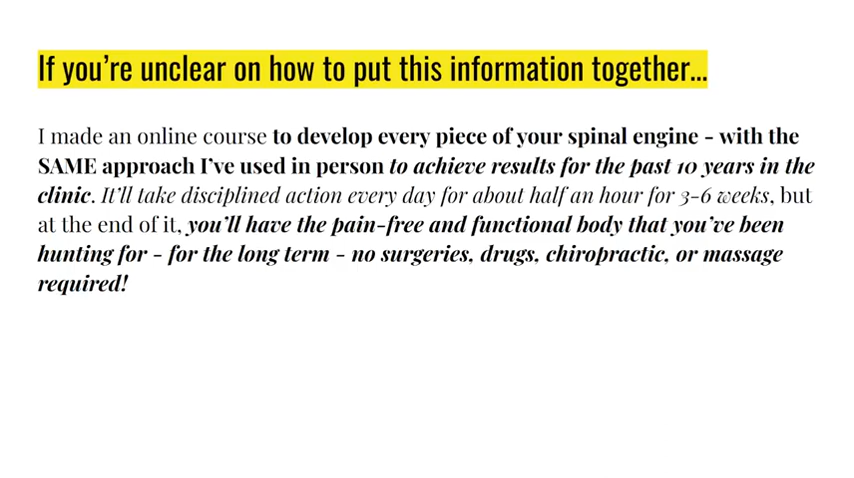 If you're unclear on how to put this information together...
I made an online course to develop every piece of your spinal engine - with the
SAME approach I've used in person to achieve results for the past 10 years in the
clinic. It'll take disciplined action every day for about half an hour for 3-6 weeks, but
at the end of it, you'll have the pain-free and functional body that you've been
hunting for - for the long term - no surgeries, drugs, chiropractic, or massage
required!